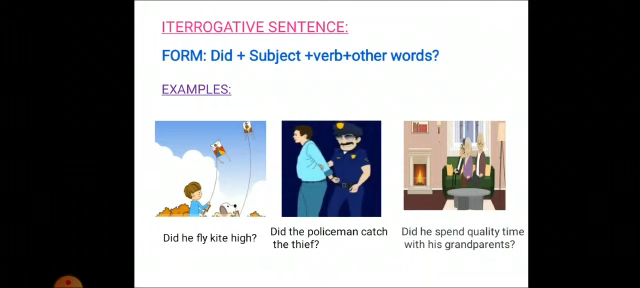 ITERROGATIVE SENTENCE:
FORM: Did + Subject +verb+other words?
EXAMPLES:
Did he fly kite high?
Did the policeman catch
the thief?
Did he spend quality time
with his grandparents?